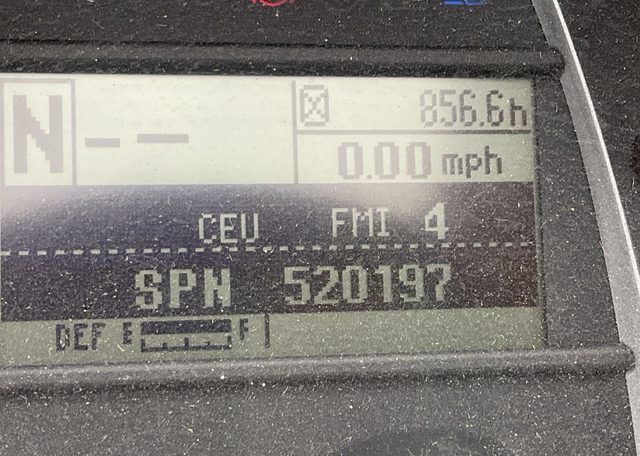 N -- 856.6h
0.00 mph
CEU FMI 4
SPN 520197
DEF E F